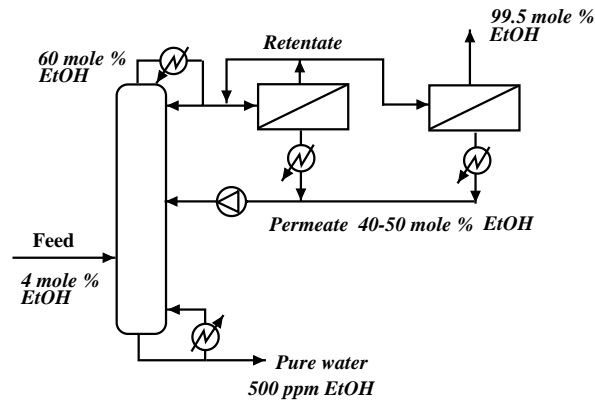 99.5 mole %
EtOH
60 mole %
EtOH
Retentate
Permeate 40-50 mole % EtOH
Feed
4 mole %
EtOH
Pure water
500 ppm EtOH